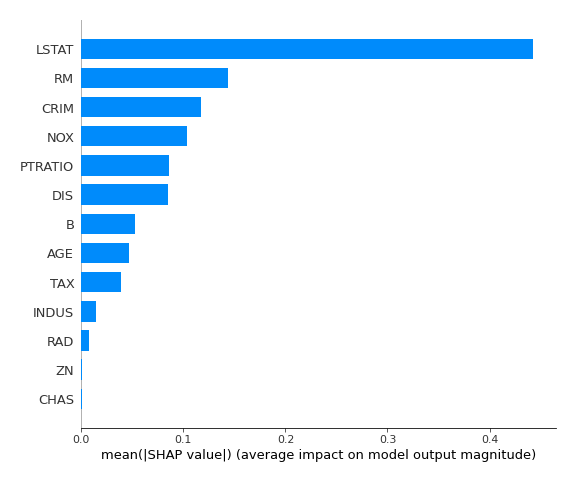 LSTAT
RM
CRIM
NOX
PTRATIO
DIS
B
AGE
TAX
INDUS
RAD
ZN
CHAS
0.0 0.1 0.2 0.3 0.4
mean(|SHAP value|) (average impact on model output magnitude)